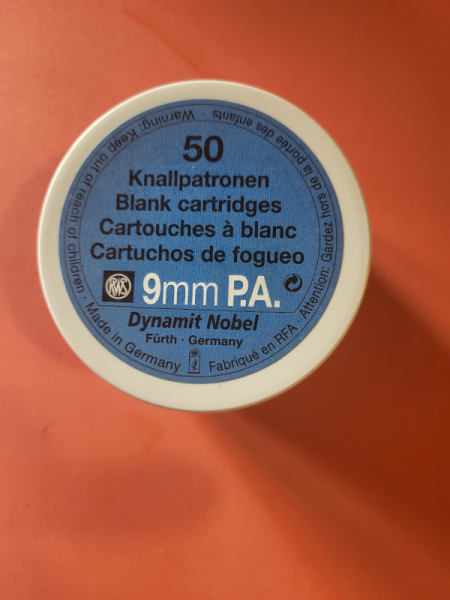 50
Knallpatronen
Blank cartridges
Cartouches à blanc
Cartuchos de fogueo
RWS
9mm P.A.
Dynamit Nobel
Fürth · Germany
Made in Germany
Fabriqué en RFA · Attention: Gardez hors de la portée des enfants · Warning: Keep out of reach of children ·